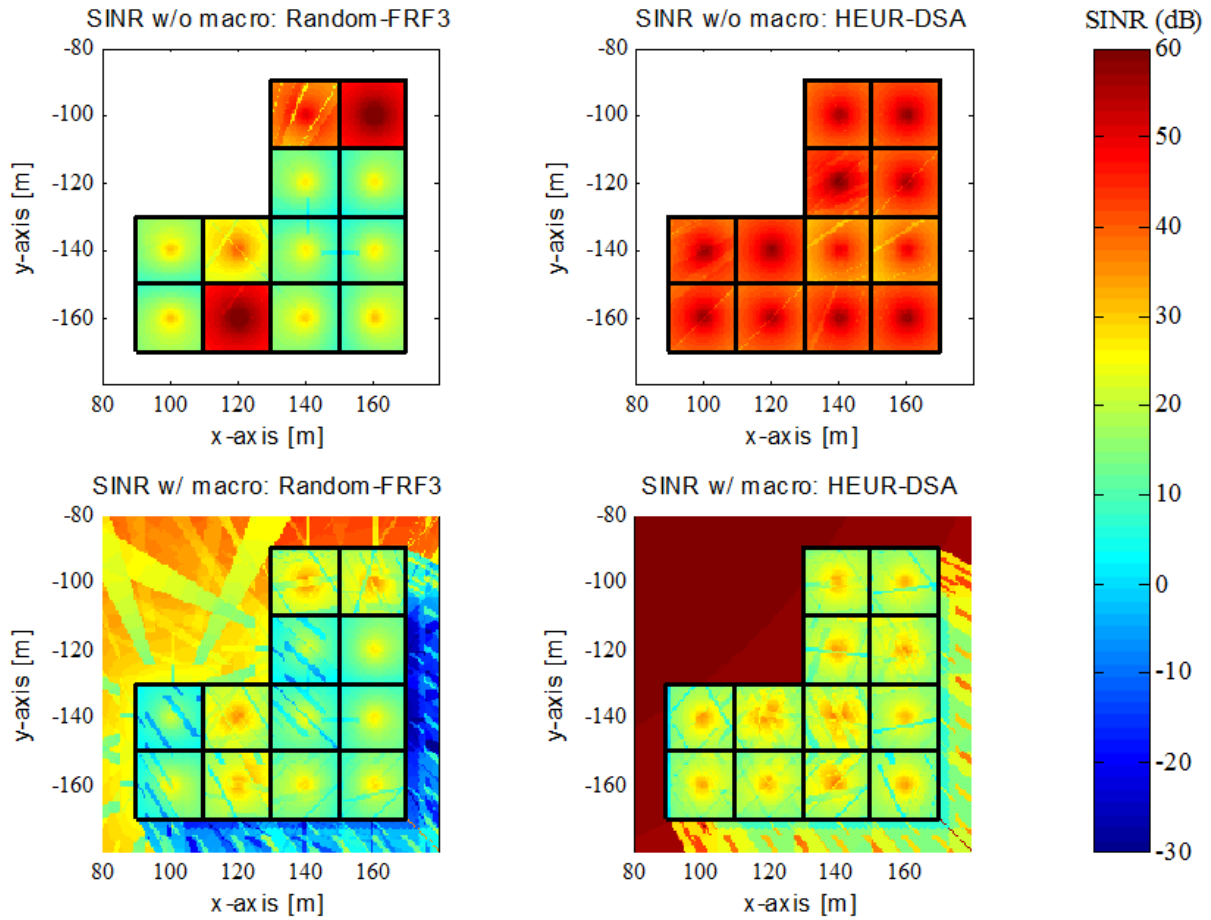 SINR w/o macro: Random-FRF3
SINR w/o macro: HEUR-DSA
SINR (dB)
-80
-100
-120
-140
-160
y-axis [m]
80 100 120 140 160
x-axis [m]
-80
-100
-120
-140
-160
y-axis [m]
80 100 120 140 160
x-axis [m]
SINR w/ macro: Random-FRF3
SINR w/ macro: HEUR-DSA
-80
-100
-120
-140
-160
y-axis [m]
80 100 120 140 160
x-axis [m]
-80
-100
-120
-140
-160
y-axis [m]
80 100 120 140 160
x-axis [m]
60
50
40
30
20
10
0
-10
-20
-30